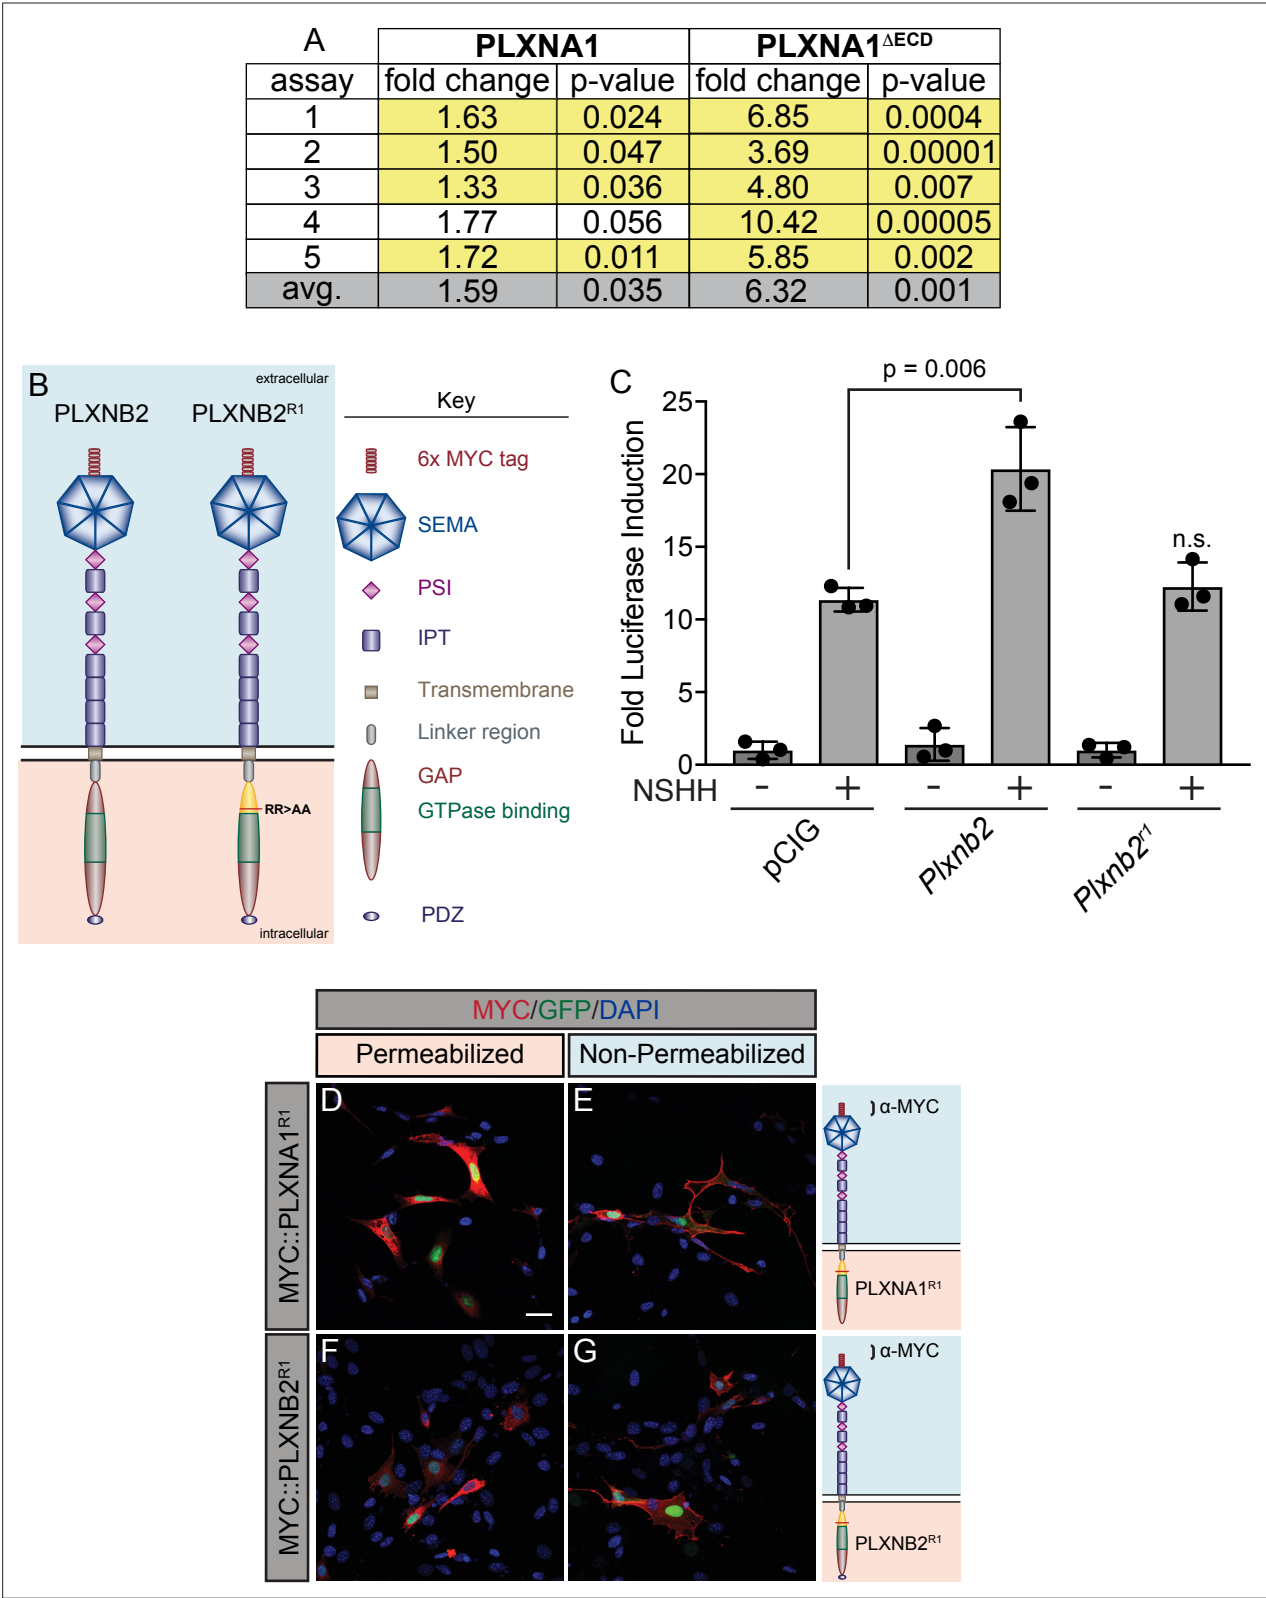 A PLXNA1 PLXNA1ΔECD
assay fold change p-value fold change p-value
1 1.63 0.024 6.85 0.0004
2 1.50 0.047 3.69 0.00001
3 1.33 0.036 4.80 0.007
4 1.77 0.056 10.42 0.00005
5 1.72 0.011 5.85 0.002
avg. 1.59 0.035 6.32 0.001
B
extracellular
PLXNB2 PLXNB2R1
RR>AA
intracellular
Key
6x MYC tag
SEMA
PSI
IPT
Transmembrane
Linker region
GAP
GTPase binding
PDZ
C
p = 0.006
n.s.
Fold Luciferase Induction
25
20
15
10
5
0
NSHH - + - + - +
pCIG Plxnb2 Plxnb2r1
MYC/GFP/DAPI
Permeabilized Non-Permeabilized
MYC::PLXNA1R1
D E
α-MYC
PLXNA1R1
MYC::PLXNB2R1
F G
α-MYC
PLXNB2R1